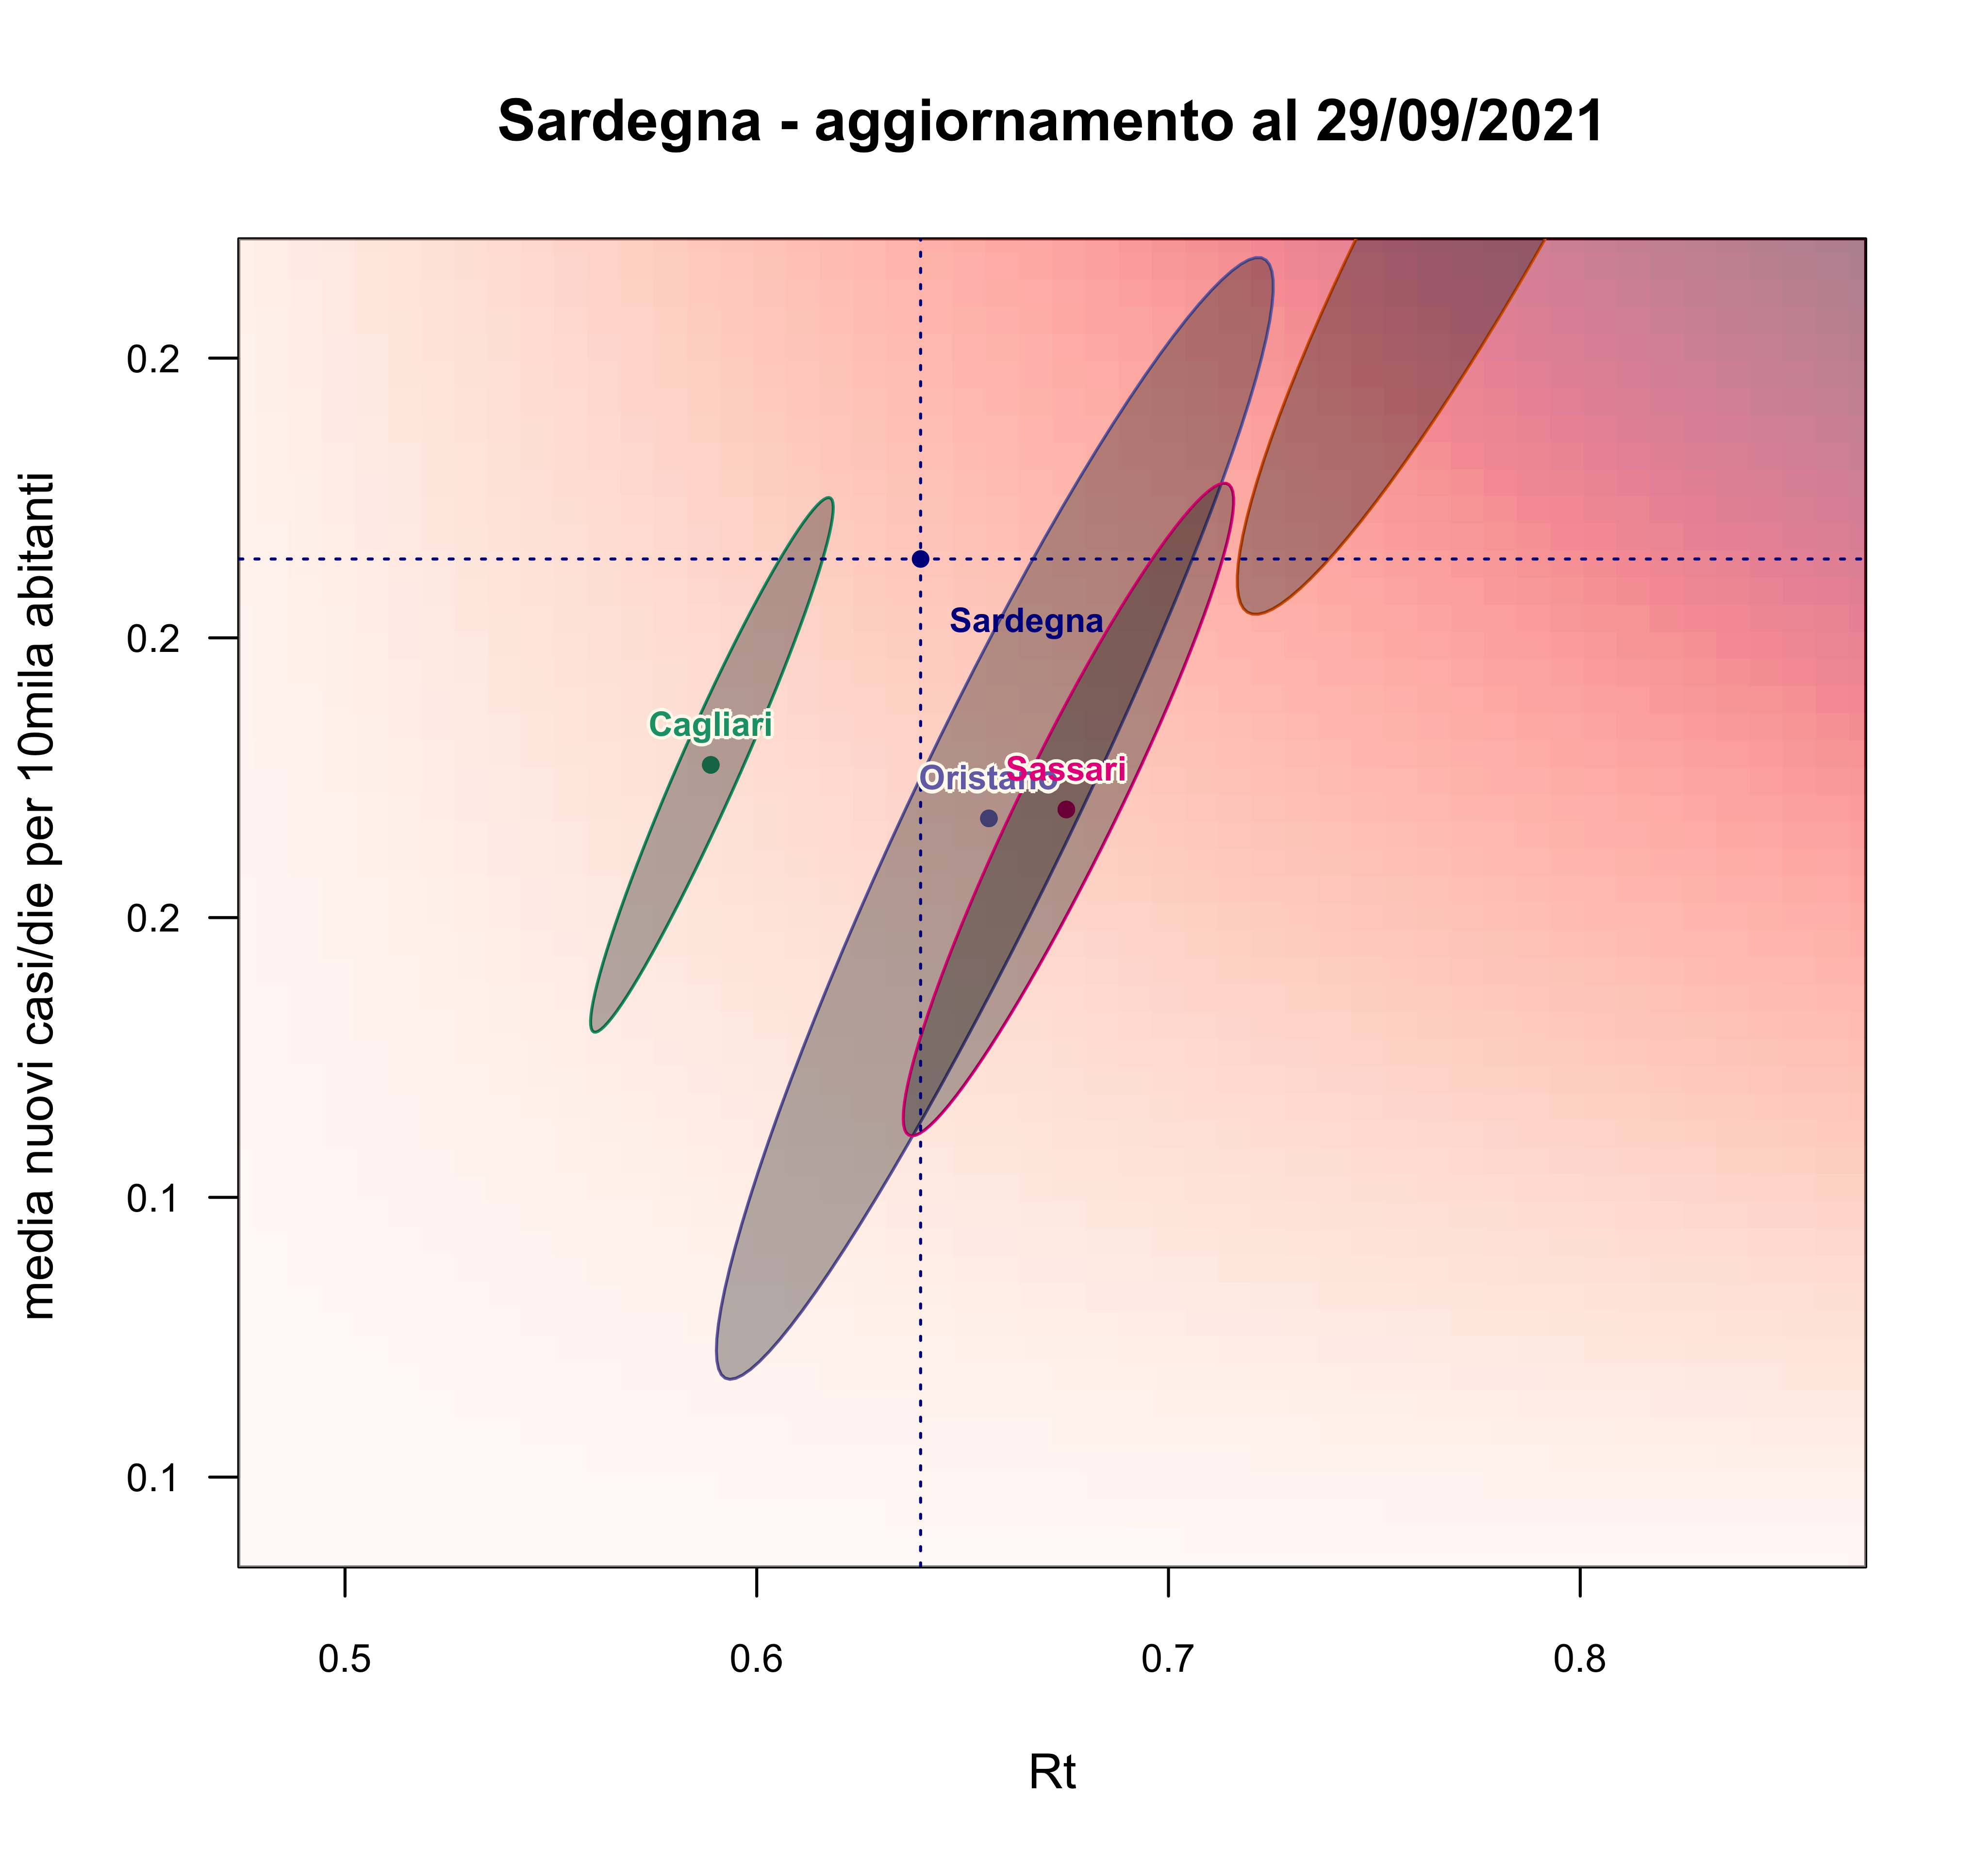 Sardegna - aggiornamento al 29/09/2021
media nuovi casi/die per 10mila abitanti
0.2
0.2
0.2
0.1
0.1
Sardegna
Cagliari
Oristano
Sassari
0.5
0.6
0.7
0.8
Rt